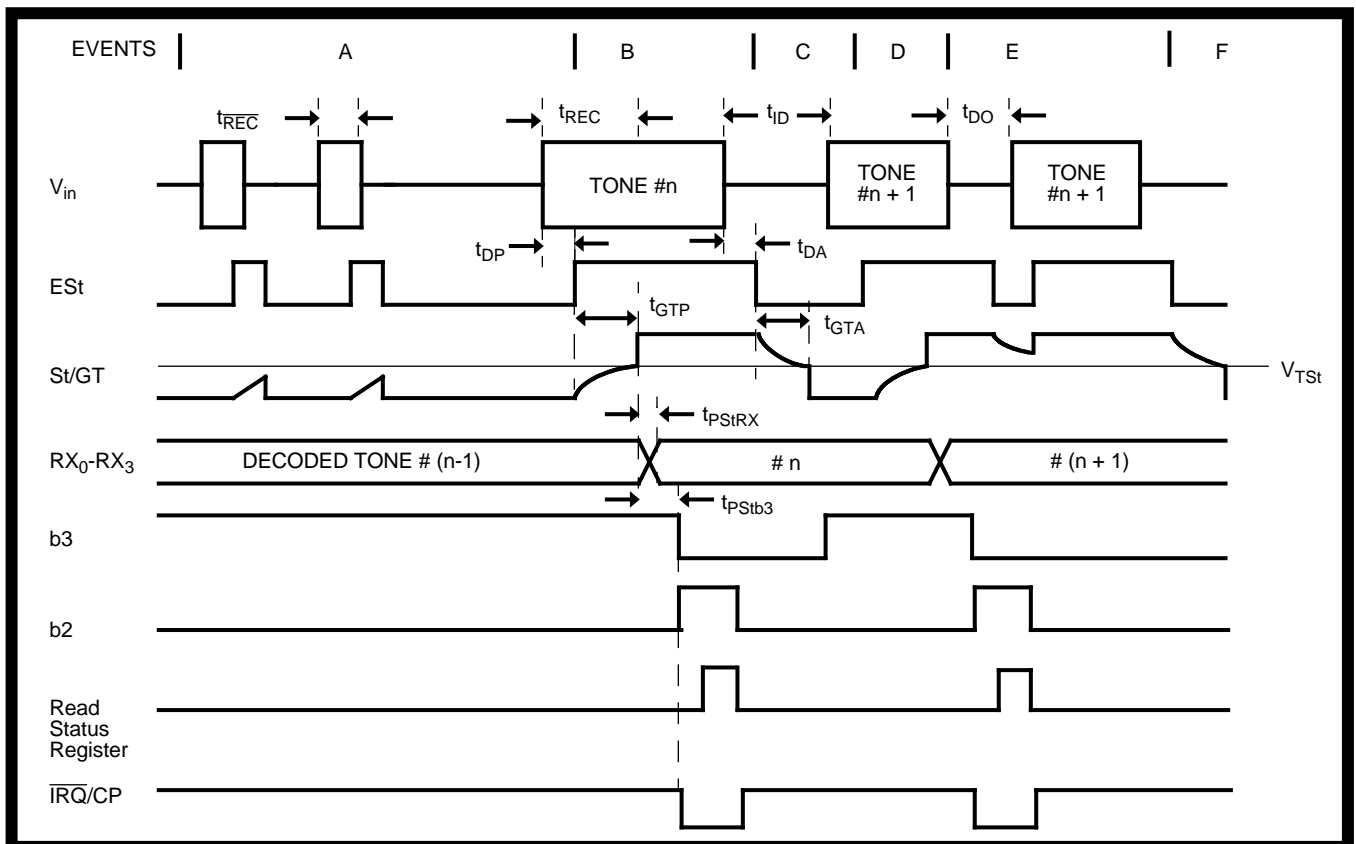 EVENTS A B C D E F
tREC tREC tID tDO
Vin TONE #n TONE #n + 1 TONE #n + 1
tDP tDA
ESt
tGTP tGTA
St/GT VTSt
tPStRX
RX0-RX3 DECODED TONE # (n-1) # n # (n + 1)
tPStb3
b3
b2
Read
Status
Register
IRQ/CP